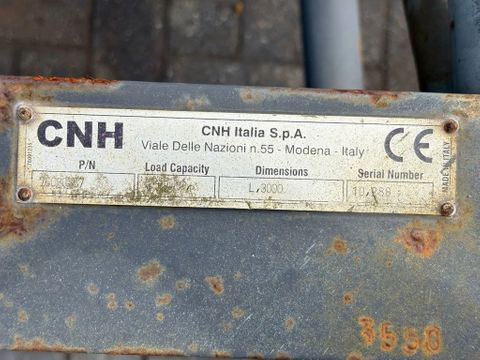 CNH
CNH Italia S.p.A.
Viale Delle Nazioni n.55 - Modena - Italy
CE
MADE IN ITALY
P/N Load Capacity Dimensions Serial Number
L.3000
3590